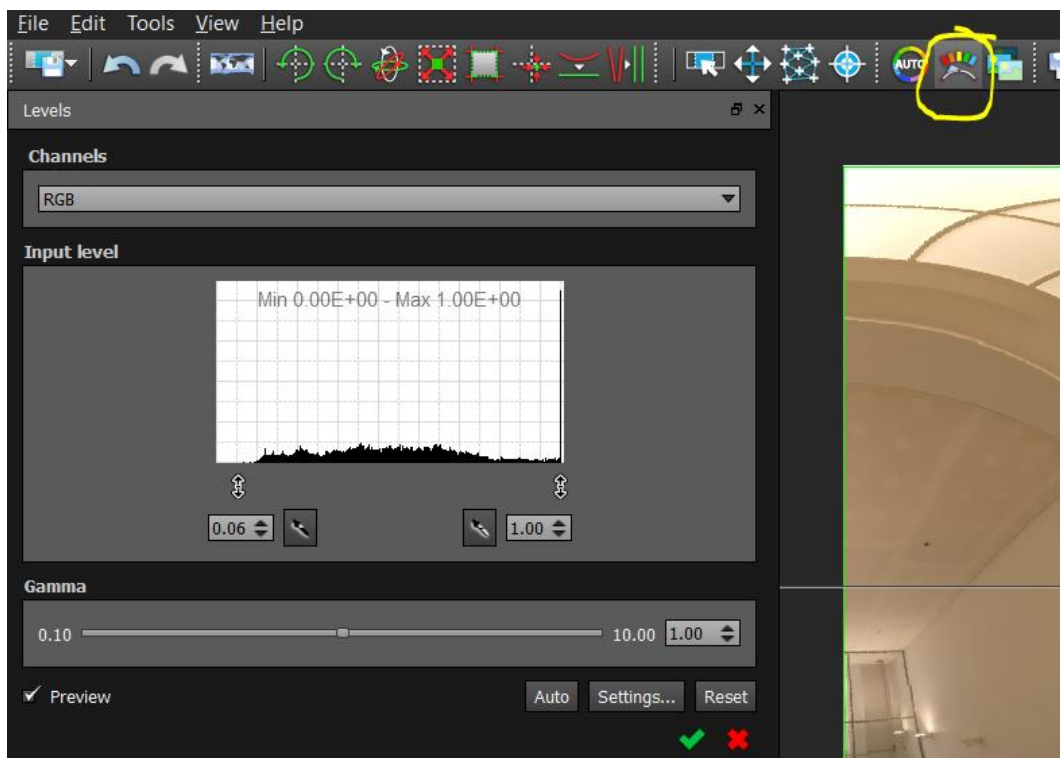 File Edit Tools View Help
AUTO
Levels
Channels
RGB
Input level
Min 0.00E+00 - Max 1.00E+00
0.06 1.00
Gamma
0.10 10.00 1.00
Preview Auto Settings... Reset